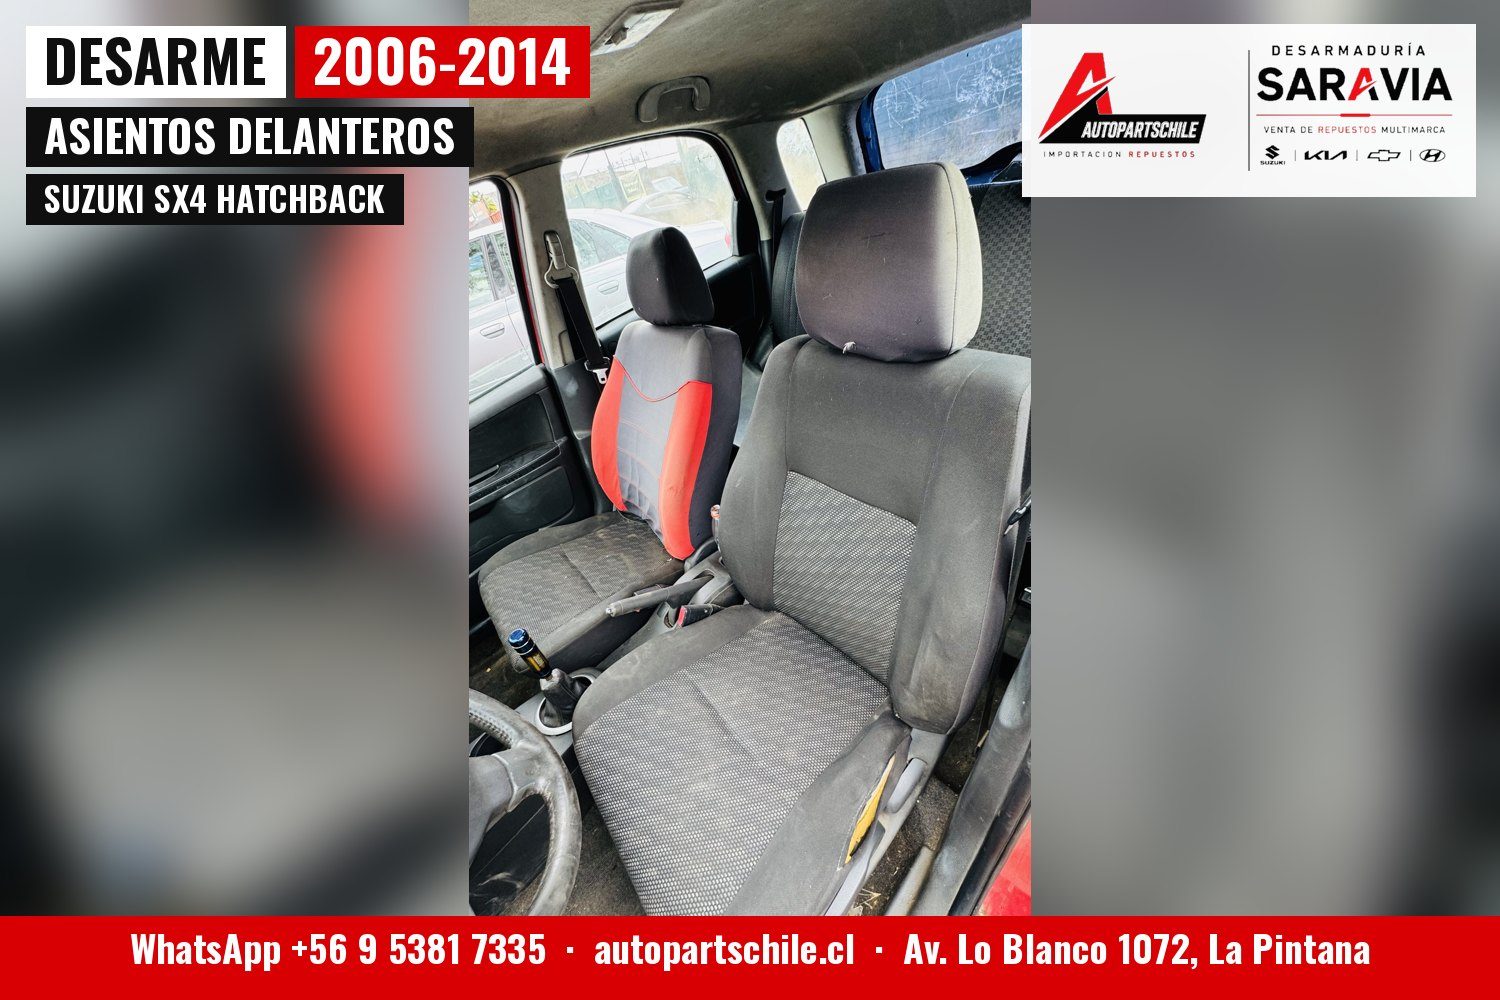 DESARME 2006-2014
ASIENTOS DELANTEROS
SUZUKI SX4 HATCHBACK
A
AUTOPARTSCHILE
IMPORTACION REPUESTOS
DESARMADURÍA
SARAVIA
VENTA DE REPUESTOS MULTIMARCA
SUZUKI KIA
WhatsApp +56 9 5381 7335 · autopartschile.cl · Av. Lo Blanco 1072, La Pintana